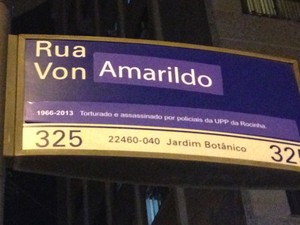 Rua
Von Amarildo
1966-2013 Torturado e assassinado por policiais da UPP da Rocinha.
325 22460-040 Jardim Botânico 325